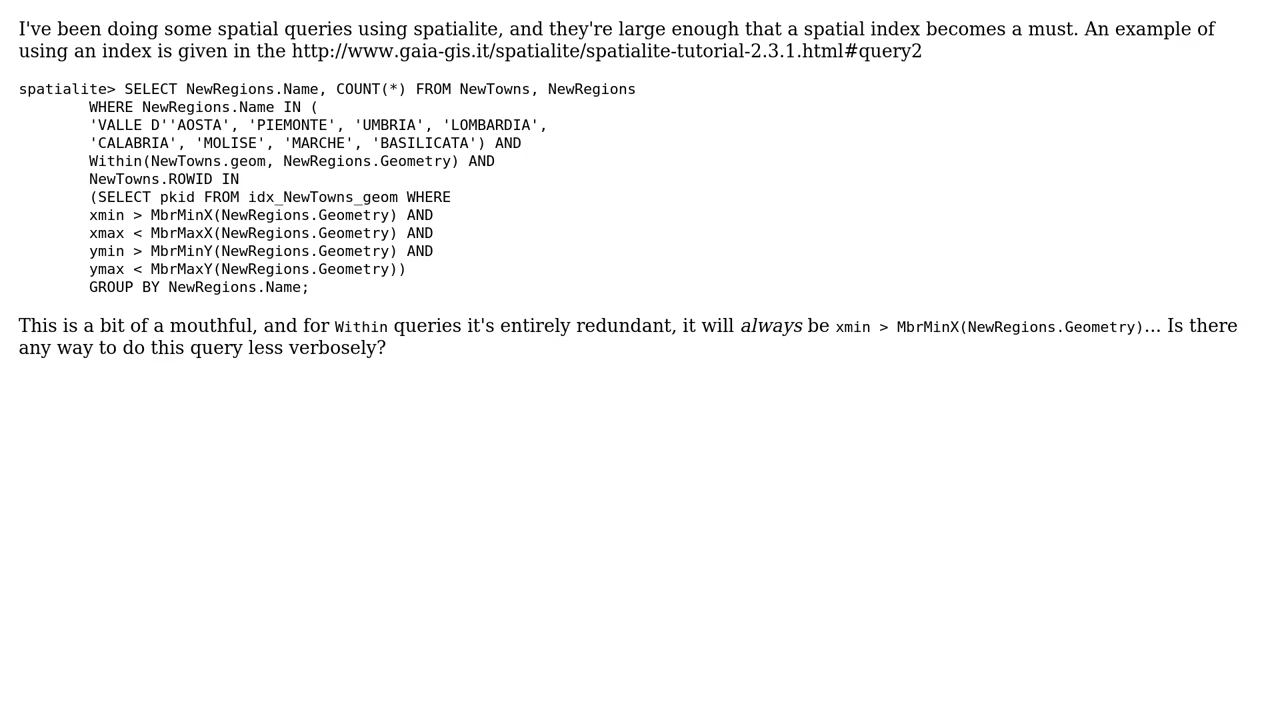 I've been doing some spatial queries using spatialite, and they're large enough that a spatial index becomes a must. An example of
using an index is given in the http://www.gaia-gis.it/spatialite/spatialite-tutorial-2.3.1.html#query2
spatialite> SELECT NewRegions.Name, COUNT(*) FROM NewTowns, NewRegions
WHERE NewRegions.Name IN (
'VALLE D''AOSTA', 'PIEMONTE', 'UMBRIA', 'LOMBARDIA',
'CALABRIA', 'MOLISE', 'MARCHE', 'BASILICATA') AND
Within(NewTowns.geom, NewRegions.Geometry) AND
NewTowns.ROWID IN
(SELECT pkid FROM idx_NewTowns_geom WHERE
xmin > MbrMinX(NewRegions.Geometry) AND
xmax < MbrMaxX(NewRegions.Geometry) AND
ymin > MbrMinY(NewRegions.Geometry) AND
ymax < MbrMaxY(NewRegions.Geometry))
GROUP BY NewRegions.Name;
This is a bit of a mouthful, and for Within queries it's entirely redundant, it will always be xmin > MbrMinX(NewRegions.Geometry)... Is there
any way to do this query less verbosely?